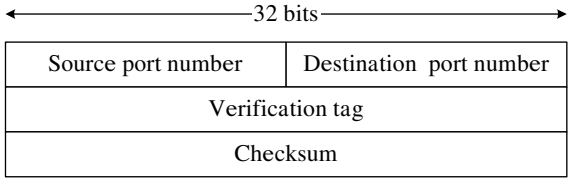 32 bits
Source port number
Destination port number
Verification tag
Checksum